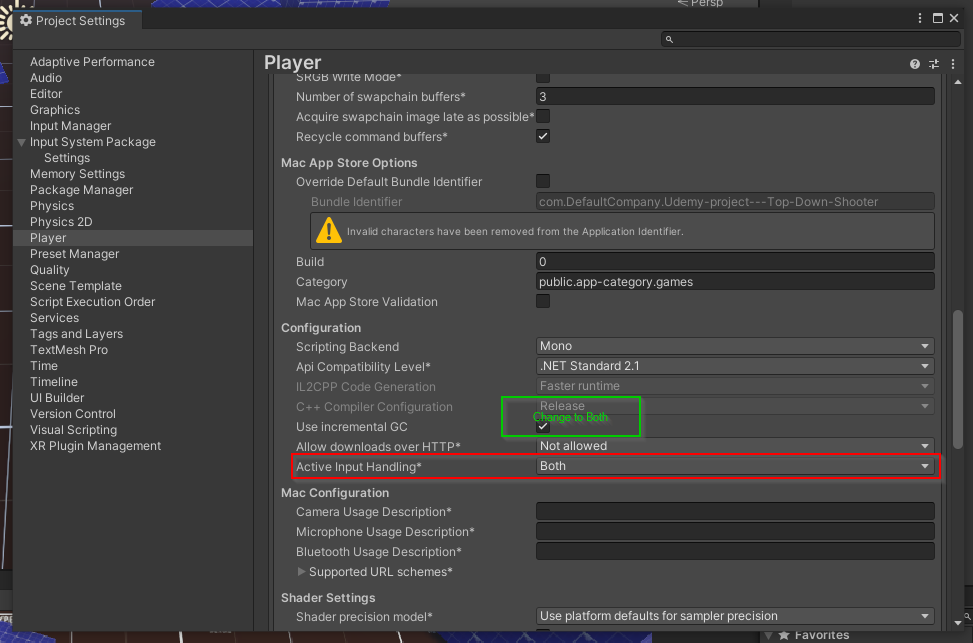 Persp
Project Settings
Player
Adaptive Performance
Audio
Editor
Graphics
Input Manager
Input System Package
Settings
Memory Settings
Package Manager
Physics
Physics 2D
Player
Preset Manager
Quality
Scene Template
Script Execution Order
Services
Tags and Layers
TextMesh Pro
Time
Timeline
UI Builder
Version Control
Visual Scripting
XR Plugin Management
SRGB Write Mode*
Number of swapchain buffers* 3
Acquire swapchain image late as possible*
Recycle command buffers*
Mac App Store Options
Override Default Bundle Identifier
Bundle Identifier com.DefaultCompany.Udemy-project---Top-Down-Shooter
Invalid characters have been removed from the Application Identifier.
Build 0
Category public.app-category.games
Mac App Store Validation
Configuration
Scripting Backend Mono
Api Compatibility Level* .NET Standard 2.1
IL2CPP Code Generation Faster runtime
C++ Compiler Configuration Release
Change to Both
Use incremental GC
Allow downloads over HTTP* Not allowed
Active Input Handling* Both
Mac Configuration
Camera Usage Description*
Microphone Usage Description*
Bluetooth Usage Description*
Supported URL schemes*
Shader Settings
Shader precision model* Use platform defaults for sampler precision
Favorites